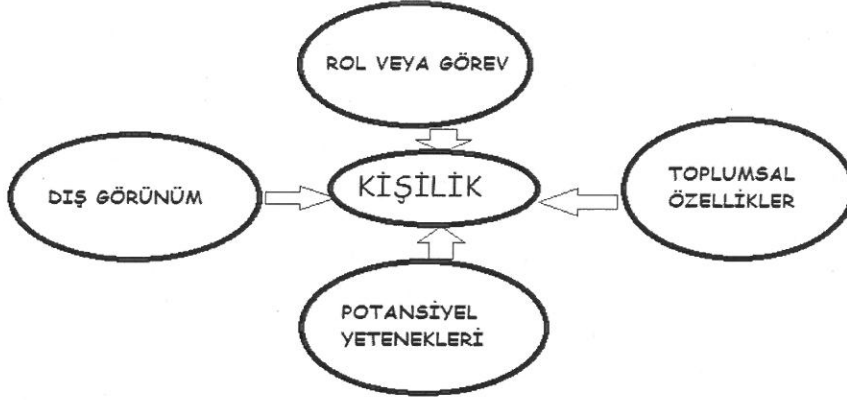 ROL VEYA GÖREV
DIŞ GÖRÜNÜM
KİŞİLİK
TOPLUMSAL
ÖZELLİKLER
POTANSİYEL
YETENEKLERİ